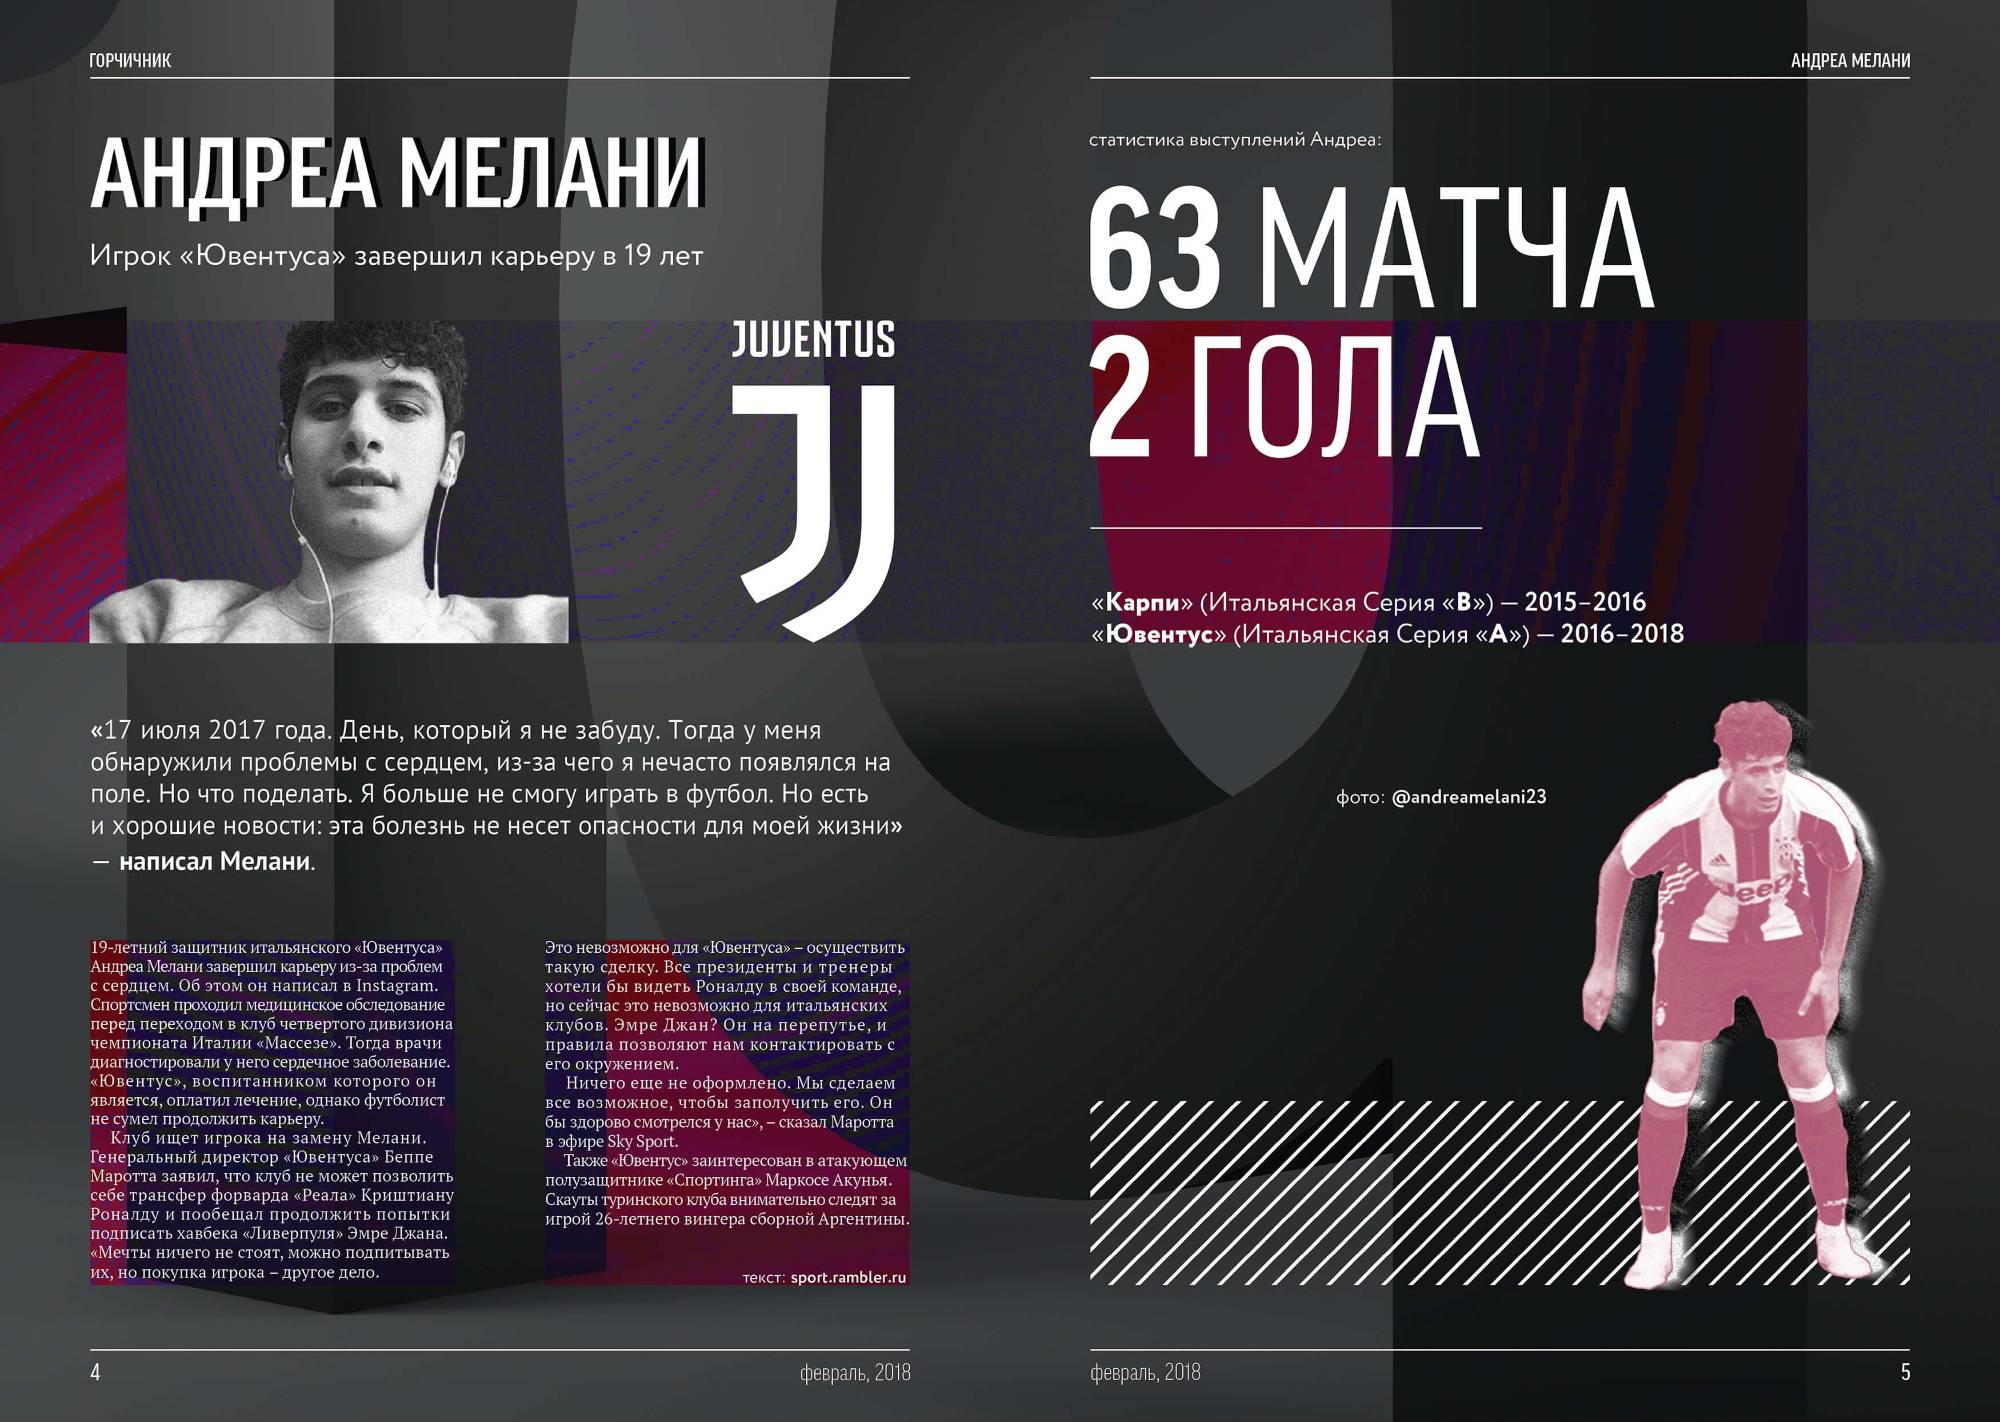 ГОРЧИЧНИК
АНДРЕА МЕЛАНИ
Игрок «Ювентуса» завершил карьеру в 19 лет
JUVENTUS
«17 июля 2017 года. День, который я не забуду. Тогда у меня
обнаружили проблемы с сердцем, из-за чего я нечасто появлялся на
поле. Но что поделать. Я больше не смогу играть в футбол. Но есть
и хорошие новости: эта болезнь не несет опасности для моей жизни»
— написал Мелани.
19-летний защитник итальянского «Ювентуса»
Андреа Мелани завершил карьеру из-за проблем
с сердцем. Об этом он написал в Instagram.
Спортсмен проходил медицинское обследование
перед переходом в клуб четвертого дивизиона
чемпионата Италии «Массезе». Тогда врачи
диагностировали у него сердечное заболевание.
«Ювентус», воспитанником которого он
является, оплатил лечение, однако футболист
не сумел продолжить карьеру.
Клуб ищет игрока на замену Мелани.
Генеральный директор «Ювентуса» Беппе
Маротта заявил, что клуб не может позволить
себе трансфер форварда «Реала» Криштиану
Роналду и пообещал продолжить попытки
подписать хавбека «Ливерпуля» Эмре Джана.
«Мечты ничего не стоят, можно подпитывать
их, но покупка игрока – другое дело.
Это невозможно для «Ювентуса» – осуществить
такую сделку. Все президенты и тренеры
хотели бы видеть Роналду в своей команде,
но сейчас это невозможно для итальянских
клубов. Эмре Джан? Он на перепутье, и
правила позволяют нам контактировать с
его окружением.
Ничего еще не оформлено. Мы сделаем
все возможное, чтобы заполучить его. Он
бы здорово смотрелся у нас», – сказал Маротта
в эфире Sky Sport.
Также «Ювентус» заинтересован в атакующем
полузащитнике «Спортинга» Маркосе Акунья.
Скауты туринского клуба внимательно следят за
игрой 26-летнего вингера сборной Аргентины.
текст: sport.rambler.ru
4
февраль, 2018
АНДРЕА МЕЛАНИ
статистика выступлений Андреа:
63 МАТЧА
2 ГОЛА
«Карпи» (Итальянская Серия «В») — 2015–2016
«Ювентус» (Итальянская Серия «А») — 2016–2018
фото: @andreamelani23
adidas
Jeep
февраль, 2018
5